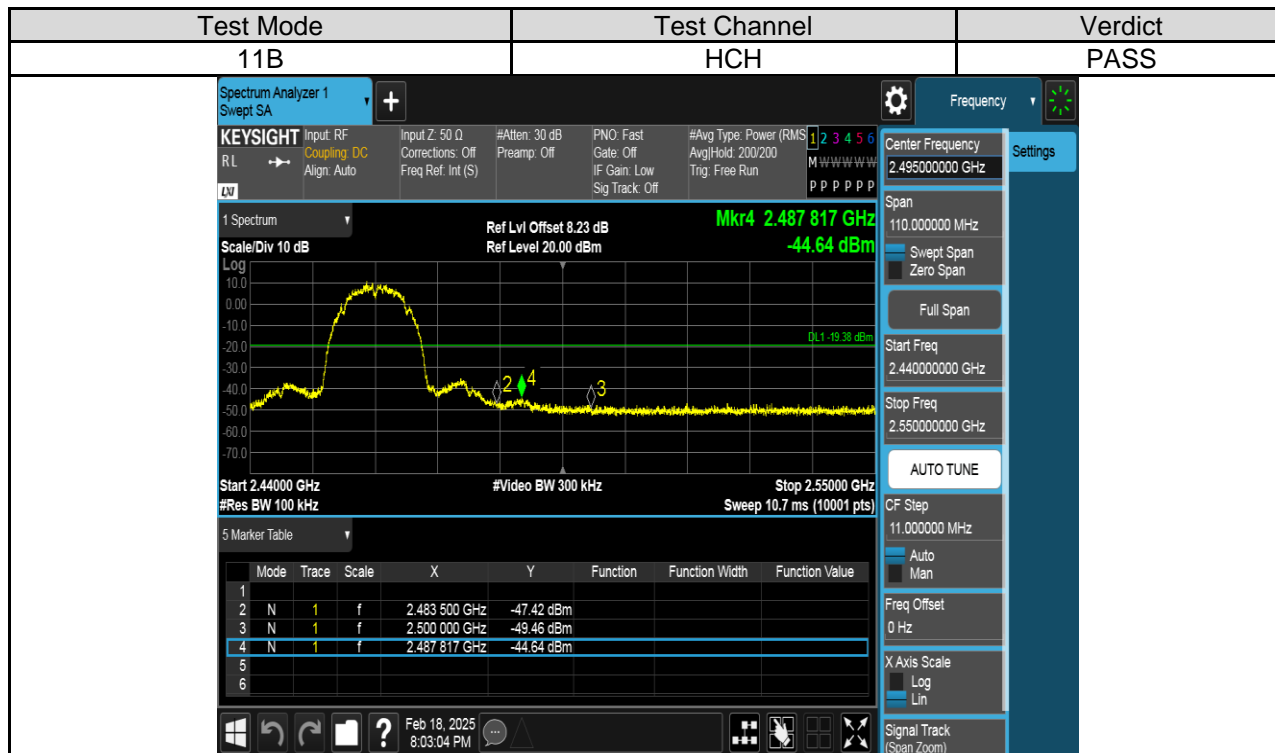 Test Mode Test Channel Verdict
11B HCH PASS
Spectrum Analyzer 1
Swept SA
+
Frequency
KEYSIGHT
RL
LXI
Input: RF
Coupling: DC
Align: Auto
Input Z: 50 Ω
Corrections: Off
Freq Ref: Int (S)
#Atten: 30 dB
Preamp: Off
PNO: Fast
Gate: Off
IF Gain: Low
Sig Track: Off
#Avg Type: Power (RMS
Avg|Hold: 200/200
Trig: Free Run
1 2 3 4 5 6
M W W W W W
P P P P P P
1 Spectrum
Scale/Div 10 dB
Ref Lvl Offset 8.23 dB
Ref Level 20.00 dBm
Mkr4 2.487 817 GHz
-44.64 dBm
Log
10.0
0.00
-10.0
-20.0
-30.0
-40.0
-50.0
-60.0
-70.0
DL1 -19.38 dBm
2 4 3
Start 2.44000 GHz #Video BW 300 kHz Stop 2.55000 GHz
#Res BW 100 kHz Sweep 10.7 ms (10001 pts)
5 Marker Table
Mode Trace Scale X Y Function Function Width Function Value
1
2 N 1 f 2.483 500 GHz -47.42 dBm
3 N 1 f 2.500 000 GHz -49.46 dBm
4 N 1 f 2.487 817 GHz -44.64 dBm
5
6
?
Feb 18, 2025
8:03:04 PM
Center Frequency
2.495000000 GHz
Settings
Span
110.000000 MHz
Swept Span
Zero Span
Full Span
Start Freq
2.440000000 GHz
Stop Freq
2.550000000 GHz
AUTO TUNE
CF Step
11.000000 MHz
Auto
Man
Freq Offset
0 Hz
X Axis Scale
Log
Lin
Signal Track
(Span Zoom)